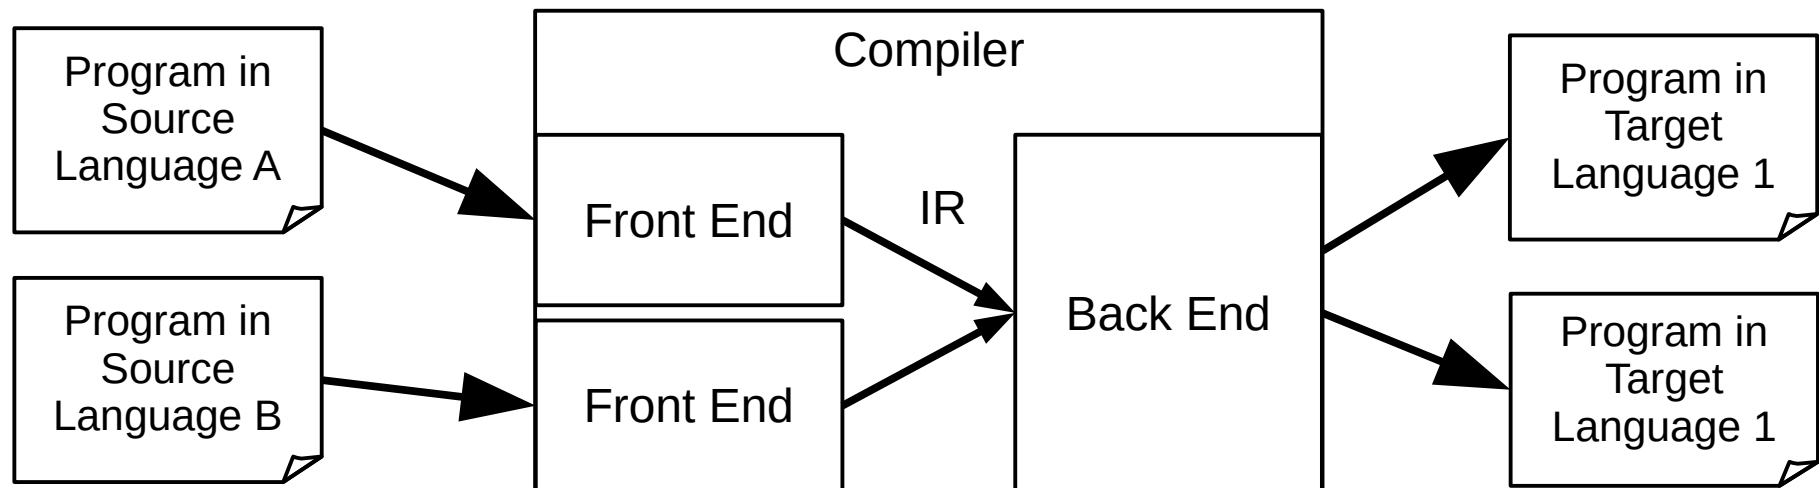 Compiler
Program in
Source
Language A
Program in
Source
Language B
Front End
Front End
IR
Back End
Program in
Target
Language 1
Program in
Target
Language 1